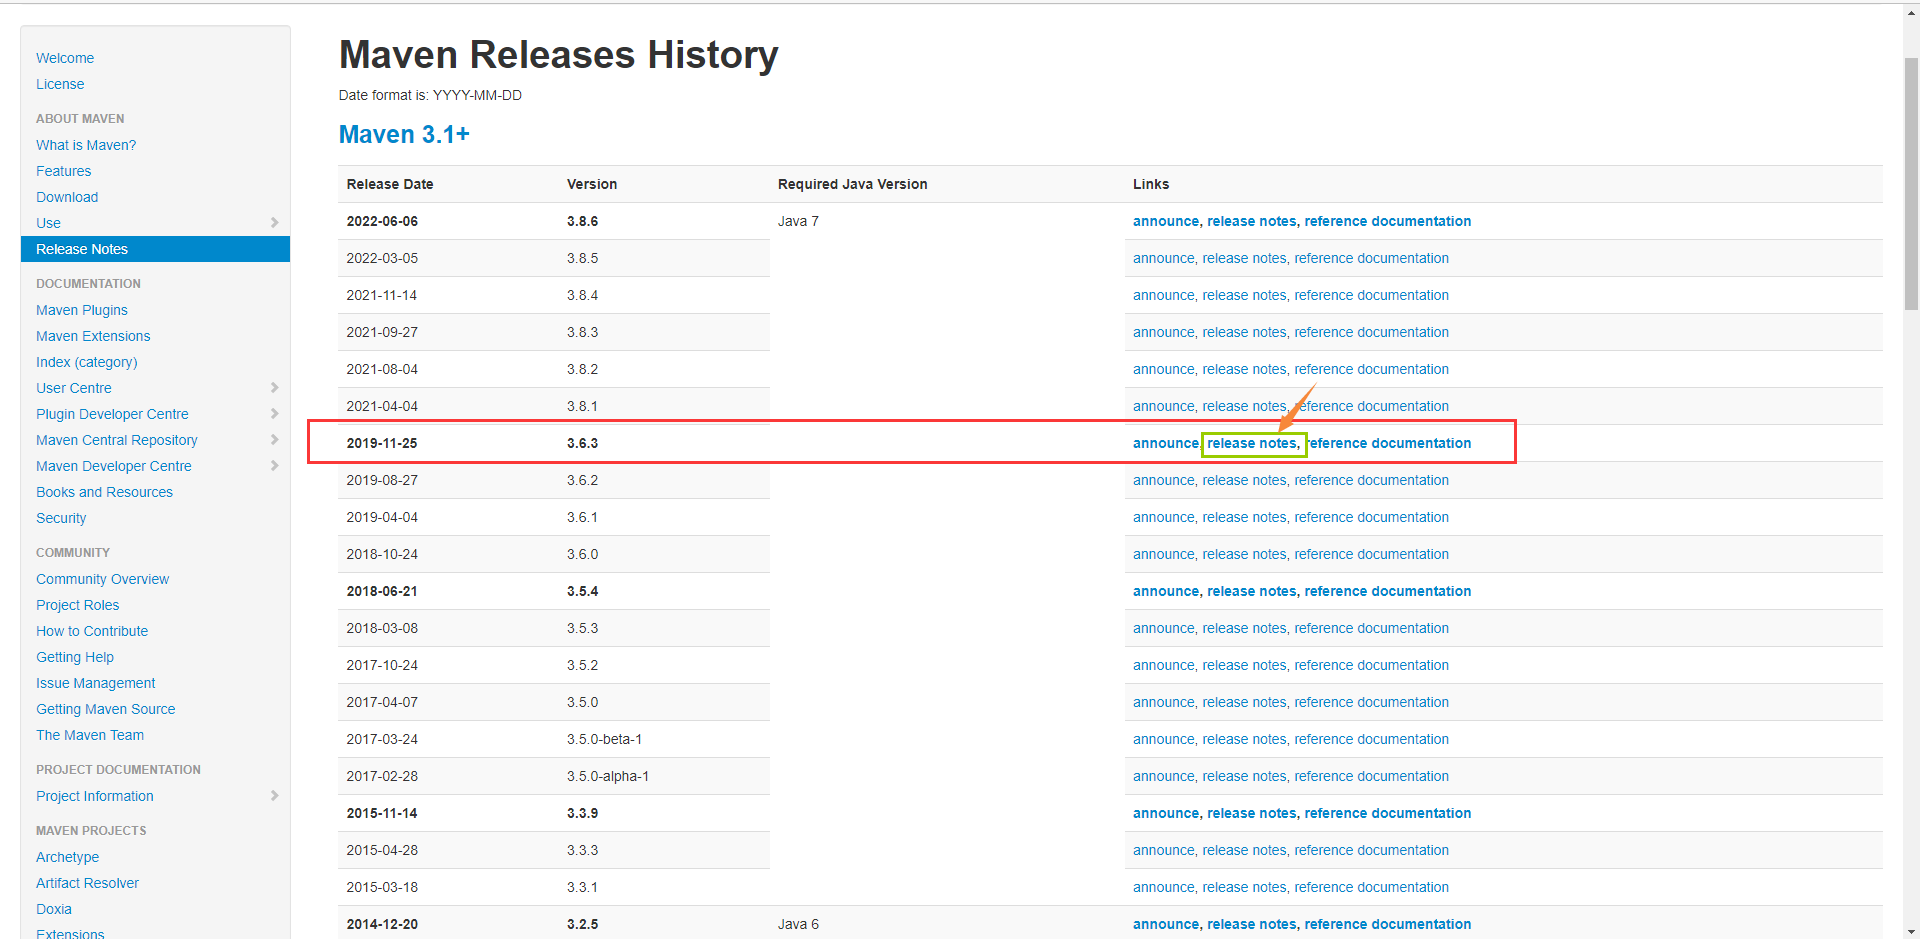 Welcome
License
ABOUT MAVEN
What is Maven?
Features
Download
Use
Release Notes
DOCUMENTATION
Maven Plugins
Maven Extensions
Index (category)
User Centre
Plugin Developer Centre
Maven Central Repository
Maven Developer Centre
Books and Resources
Security
COMMUNITY
Community Overview
Project Roles
How to Contribute
Getting Help
Issue Management
Getting Maven Source
The Maven Team
PROJECT DOCUMENTATION
Project Information
MAVEN PROJECTS
Archetype
Artifact Resolver
Doxia
Extensions
Maven Releases History
Date format is: YYYY-MM-DD
Maven 3.1+
Release Date Version Required Java Version Links
2022-06-06 3.8.6 Java 7 announce, release notes, reference documentation
2022-03-05 3.8.5 announce, release notes, reference documentation
2021-11-14 3.8.4 announce, release notes, reference documentation
2021-09-27 3.8.3 announce, release notes, reference documentation
2021-08-04 3.8.2 announce, release notes, reference documentation
2021-04-04 3.8.1 announce, release notes, reference documentation
2019-11-25 3.6.3 announce, release notes, reference documentation
2019-08-27 3.6.2 announce, release notes, reference documentation
2019-04-04 3.6.1 announce, release notes, reference documentation
2018-10-24 3.6.0 announce, release notes, reference documentation
2018-06-21 3.5.4 announce, release notes, reference documentation
2018-03-08 3.5.3 announce, release notes, reference documentation
2017-10-24 3.5.2 announce, release notes, reference documentation
2017-04-07 3.5.0 announce, release notes, reference documentation
2017-03-24 3.5.0-beta-1 announce, release notes, reference documentation
2017-02-28 3.5.0-alpha-1 announce, release notes, reference documentation
2015-11-14 3.3.9 announce, release notes, reference documentation
2015-04-28 3.3.3 announce, release notes, reference documentation
2015-03-18 3.3.1 announce, release notes, reference documentation
2014-12-20 3.2.5 Java 6 announce, release notes, reference documentation